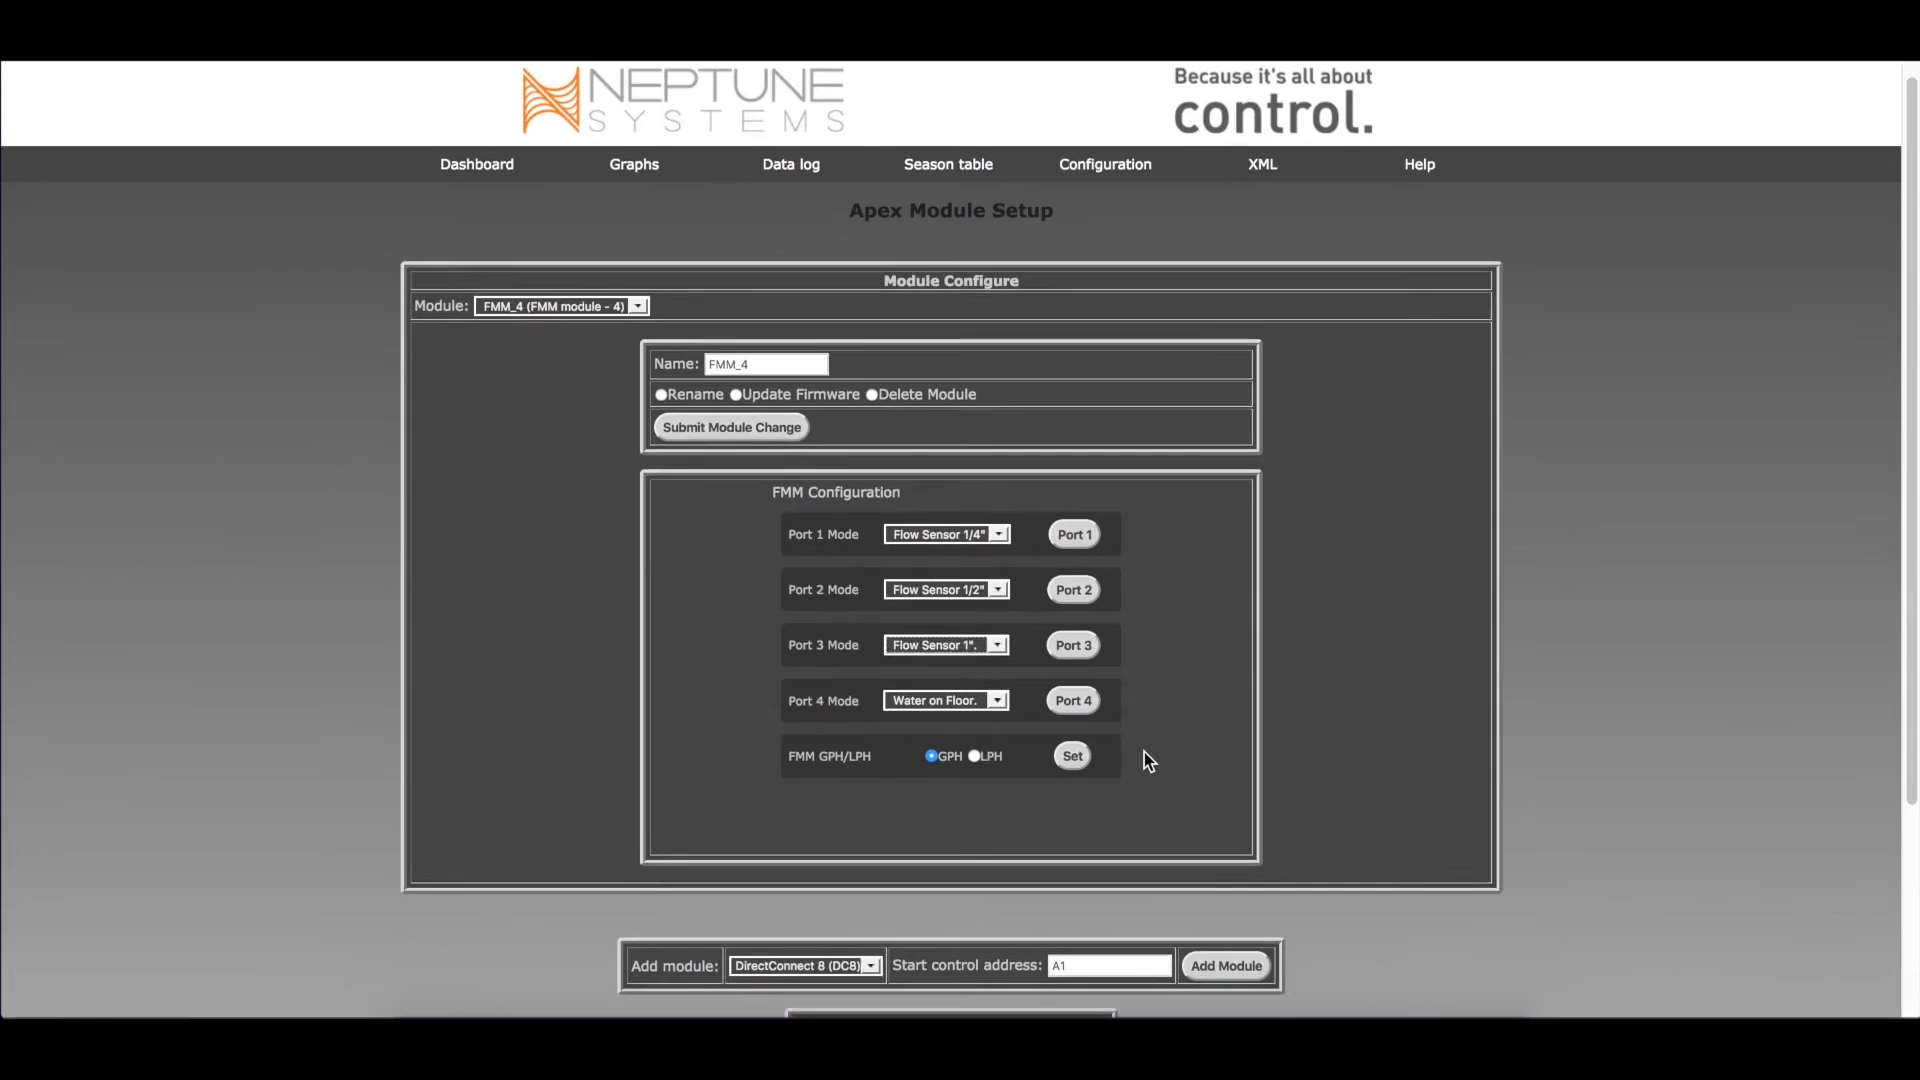 NEPTUNE
SYSTEMS
Because it's all about
control.
Dashboard Graphs Data log Season table Configuration XML Help
Apex Module Setup
Module Configure
Module: FMM_4 (FMM module - 4)
Name: FMM_4
Rename Update Firmware Delete Module
Submit Module Change
FMM Configuration
Port 1 Mode Flow Sensor 1/4" Port 1
Port 2 Mode Flow Sensor 1/2" Port 2
Port 3 Mode Flow Sensor 1". Port 3
Port 4 Mode Water on Floor. Port 4
FMM GPH/LPH GPH LPH Set
Add module: DirectConnect 8 (DC8) Start control address: A1 Add Module